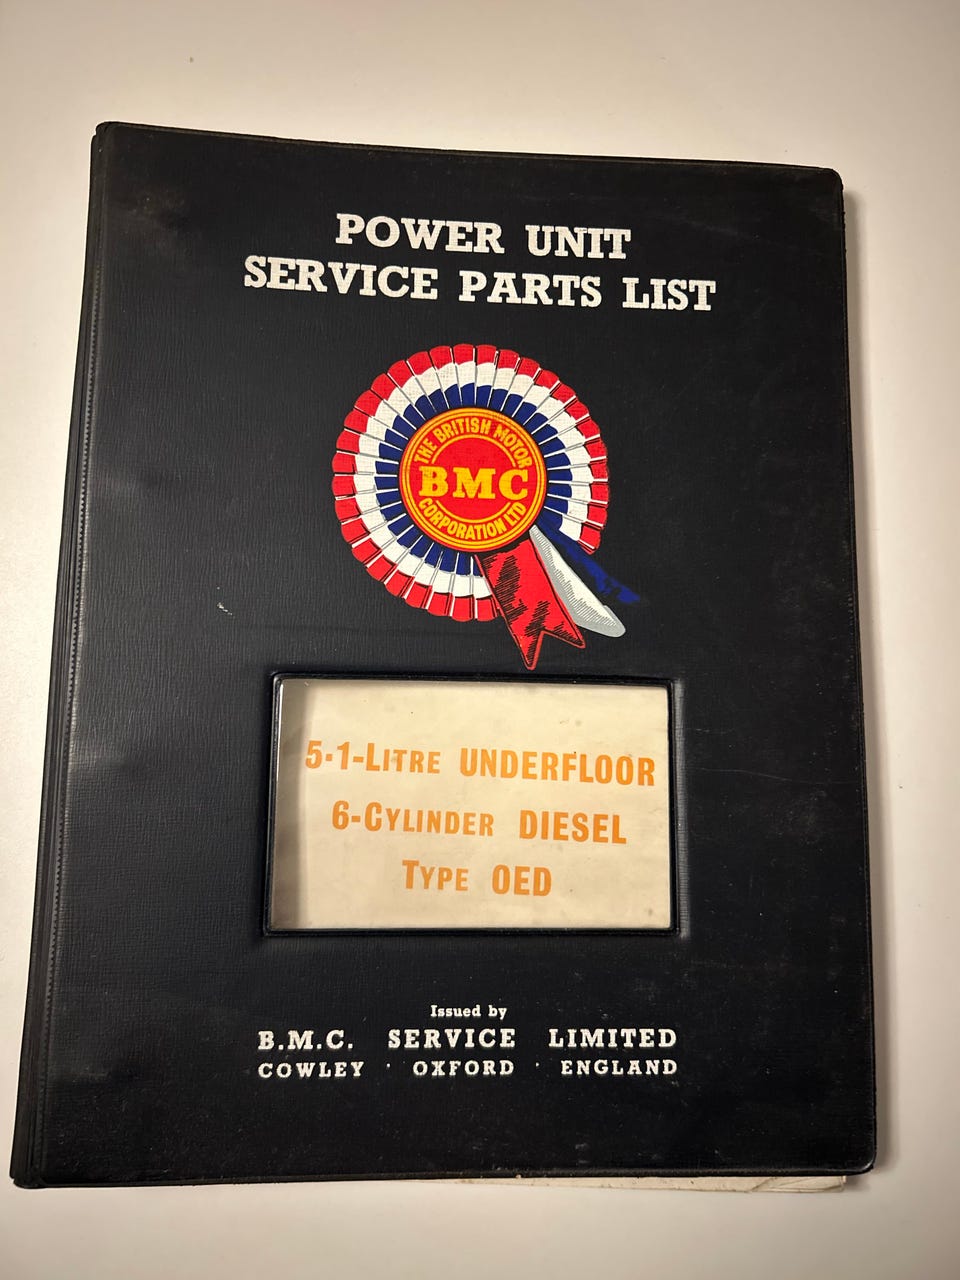 POWER UNIT
SERVICE PARTS LIST
THE BRITISH MOTOR
BMC
CORPORATION LTD
5·1-LITRE UNDERFLOOR
6-CYLINDER DIESEL
TYPE OED
Issued by
B.M.C. SERVICE LIMITED
COWLEY · OXFORD · ENGLAND